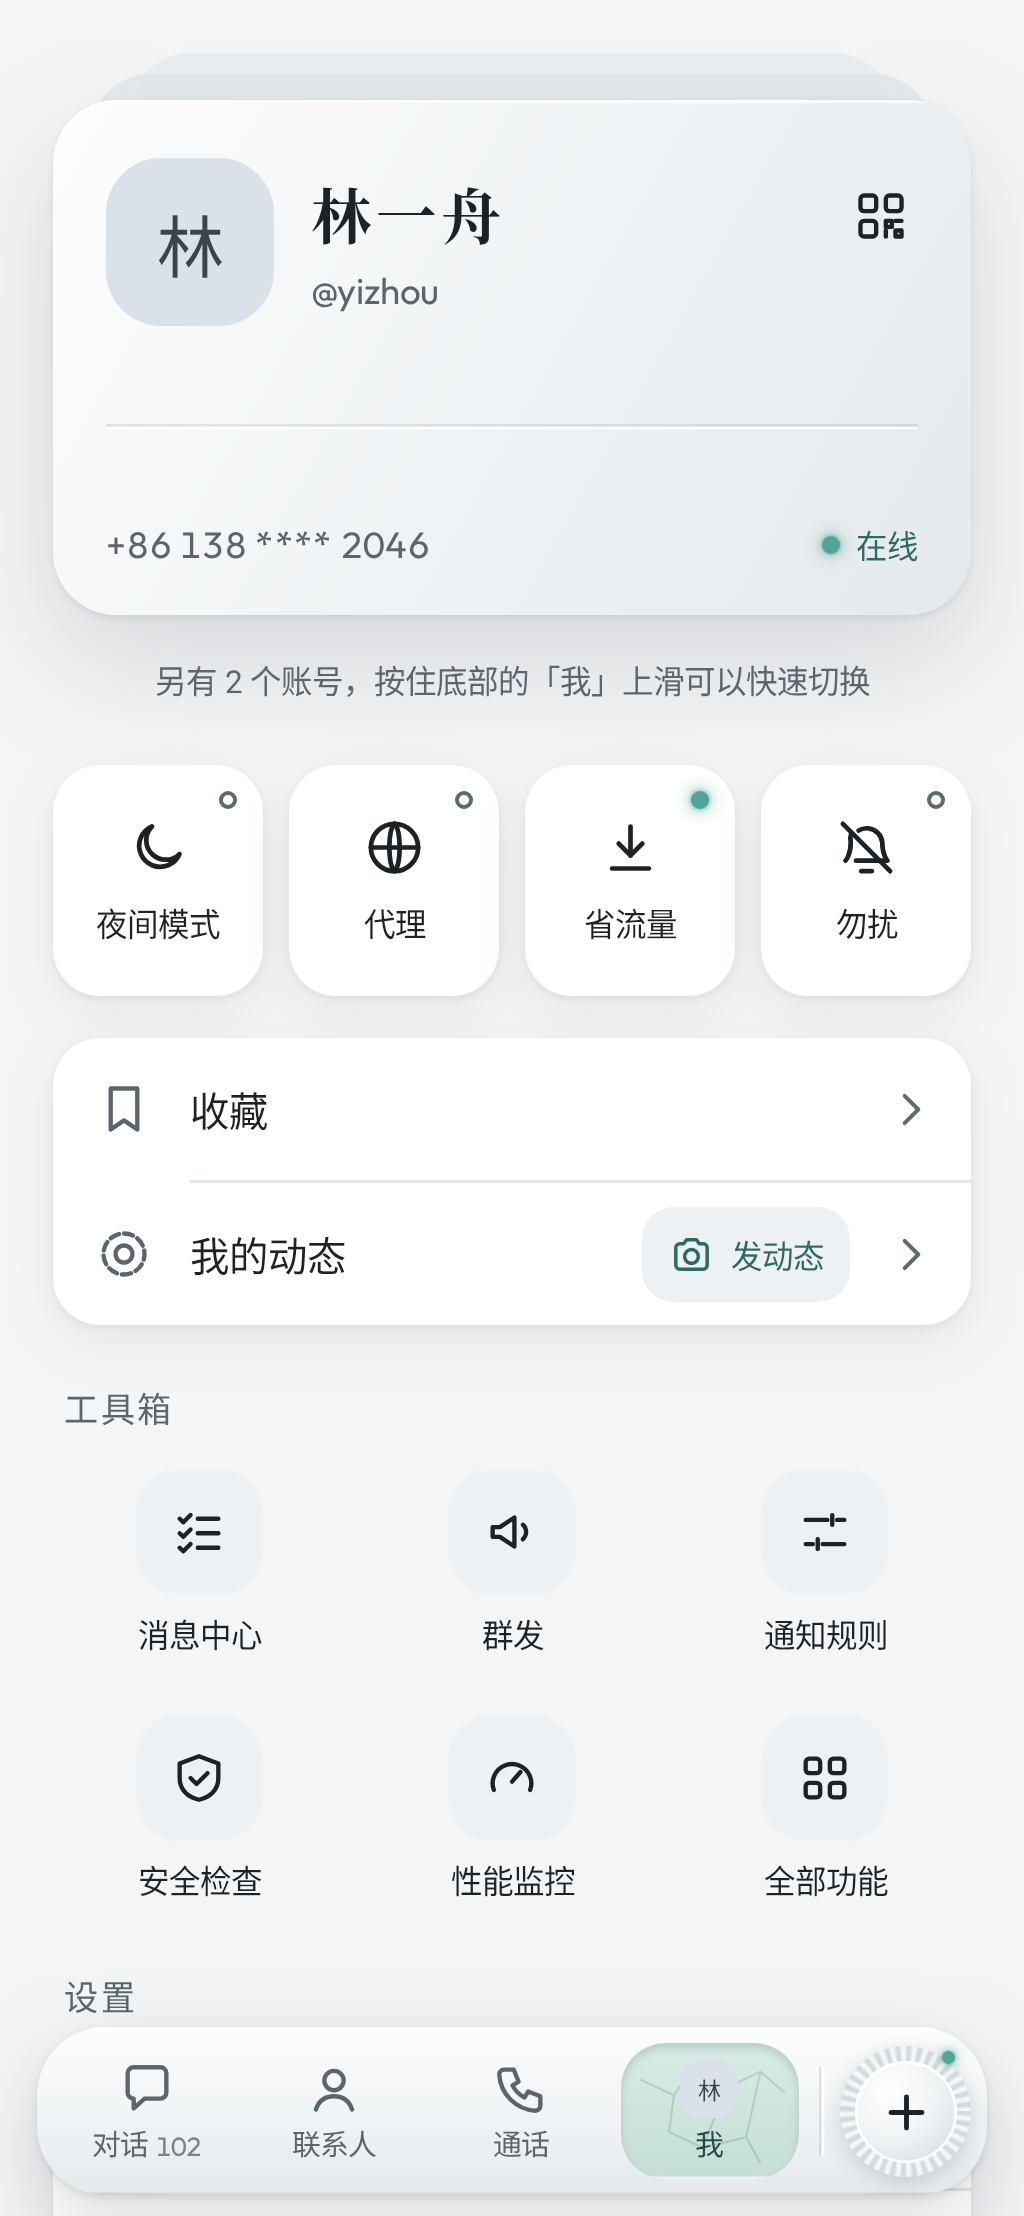 林
林一舟
@yizhou
+86 138 **** 2046
在线
另有 2 个账号，按住底部的「我」上滑可以快速切换
夜间模式
代理
省流量
勿扰
收藏
我的动态
发动态
工具箱
消息中心
群发
通知规则
安全检查
性能监控
全部功能
设置
对话 102
联系人
通话
林
我